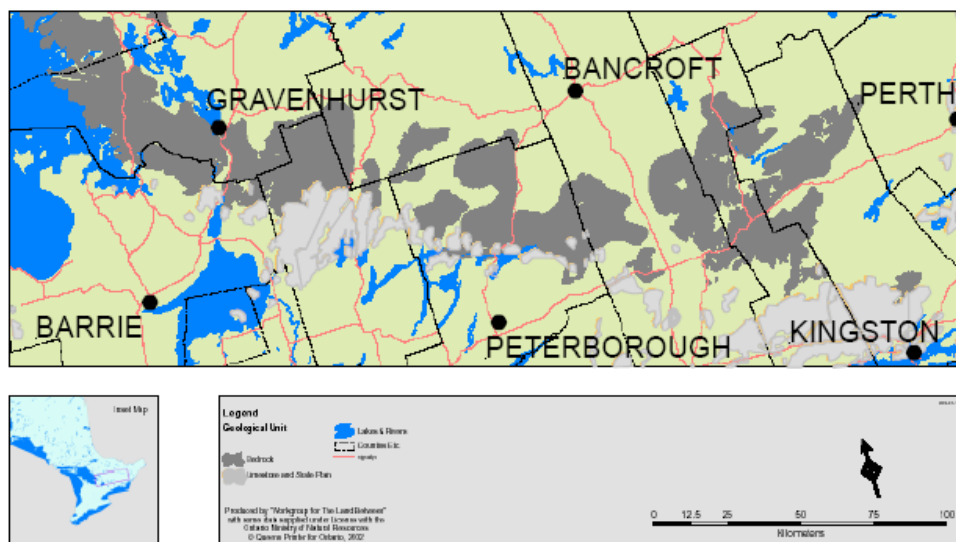 BANCROFT
PERTH
GRAVENHURST
BARRIE
PETERBOROUGH
KINGSTON
Inset Map
Legend
Geological Unit
Lakes & Rivers
Counties Etc.
Bedrock
Limestone and Shale Plain
Produced by "Workgroup for The Land Between"
with some data supplied under License with the
Ontario Ministry of Natural Resources
© Queens Printer for Ontario, 2002
0 12.5 25 50 75 100
Kilometers